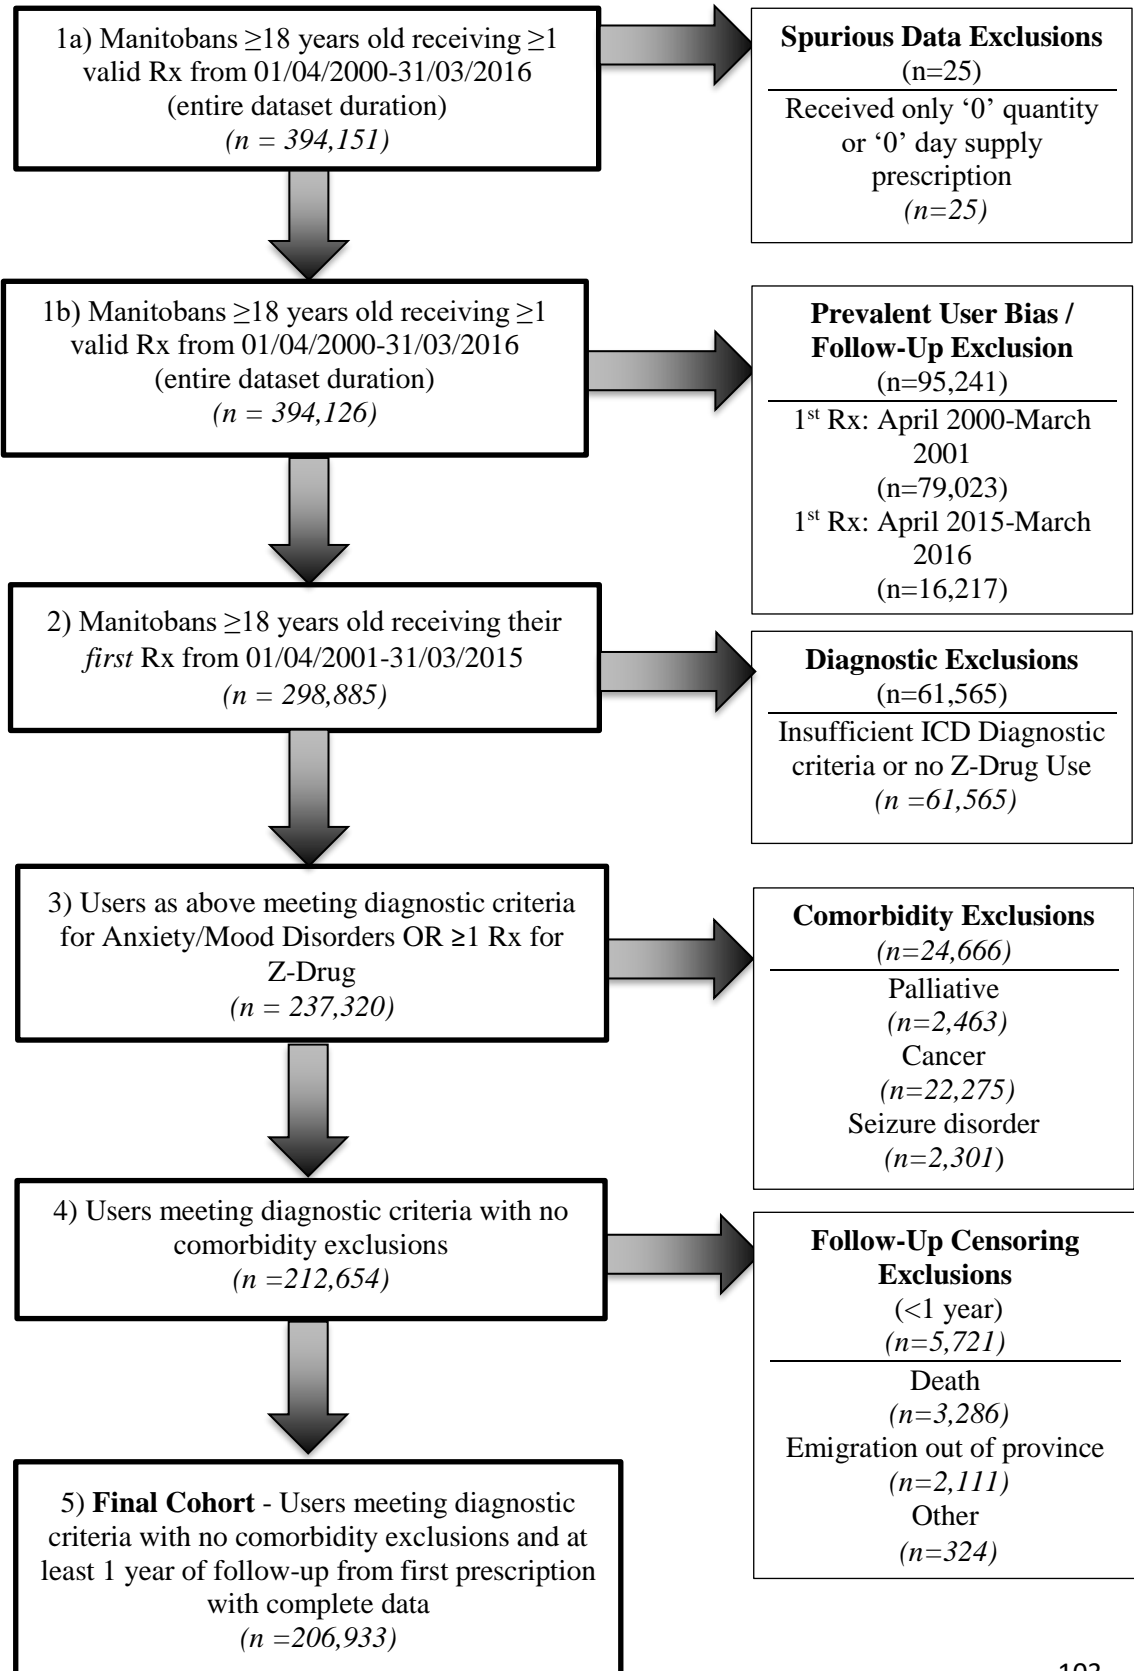 1a) Manitobans ≥18 years old receiving ≥1
valid Rx from 01/04/2000-31/03/2016
(entire dataset duration)
(n = 394,151)
Spurious Data Exclusions
(n=25)
Received only ‘0’ quantity
or ‘0’ day supply
prescription
(n=25)
1b) Manitobans ≥18 years old receiving ≥1
valid Rx from 01/04/2000-31/03/2016
(entire dataset duration)
(n = 394,126)
Prevalent User Bias /
Follow-Up Exclusion
(n=95,241)
1st Rx: April 2000-March
2001
(n=79,023)
1st Rx: April 2015-March
2016
(n=16,217)
2) Manitobans ≥18 years old receiving their
first Rx from 01/04/2001-31/03/2015
(n = 298,885)
Diagnostic Exclusions
(n=61,565)
Insufficient ICD Diagnostic
criteria or no Z-Drug Use
(n =61,565)
3) Users as above meeting diagnostic criteria
for Anxiety/Mood Disorders OR ≥1 Rx for
Z-Drug
(n = 237,320)
Comorbidity Exclusions
(n=24,666)
Palliative
(n=2,463)
Cancer
(n=22,275)
Seizure disorder
(n=2,301)
4) Users meeting diagnostic criteria with no
comorbidity exclusions
(n =212,654)
Follow-Up Censoring
Exclusions
(<1 year)
(n=5,721)
Death
(n=3,286)
Emigration out of province
(n=2,111)
Other
(n=324)
5) Final Cohort - Users meeting diagnostic
criteria with no comorbidity exclusions and at
least 1 year of follow-up from first prescription
with complete data
(n =206,933)